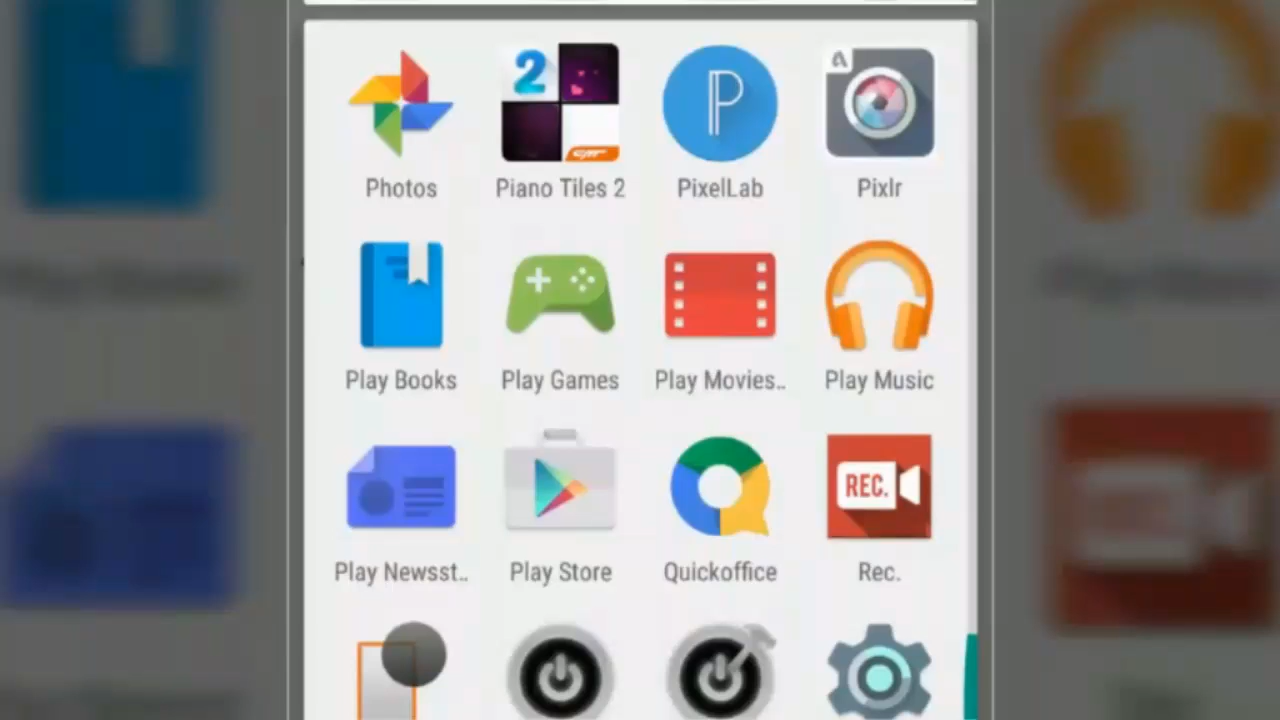 2
Photos
Piano Tiles 2
PixelLab
Pixlr
Play Books
Play Games
Play Movies..
Play Music
REC.
Play Newsst..
Play Store
Quickoffice
Rec.